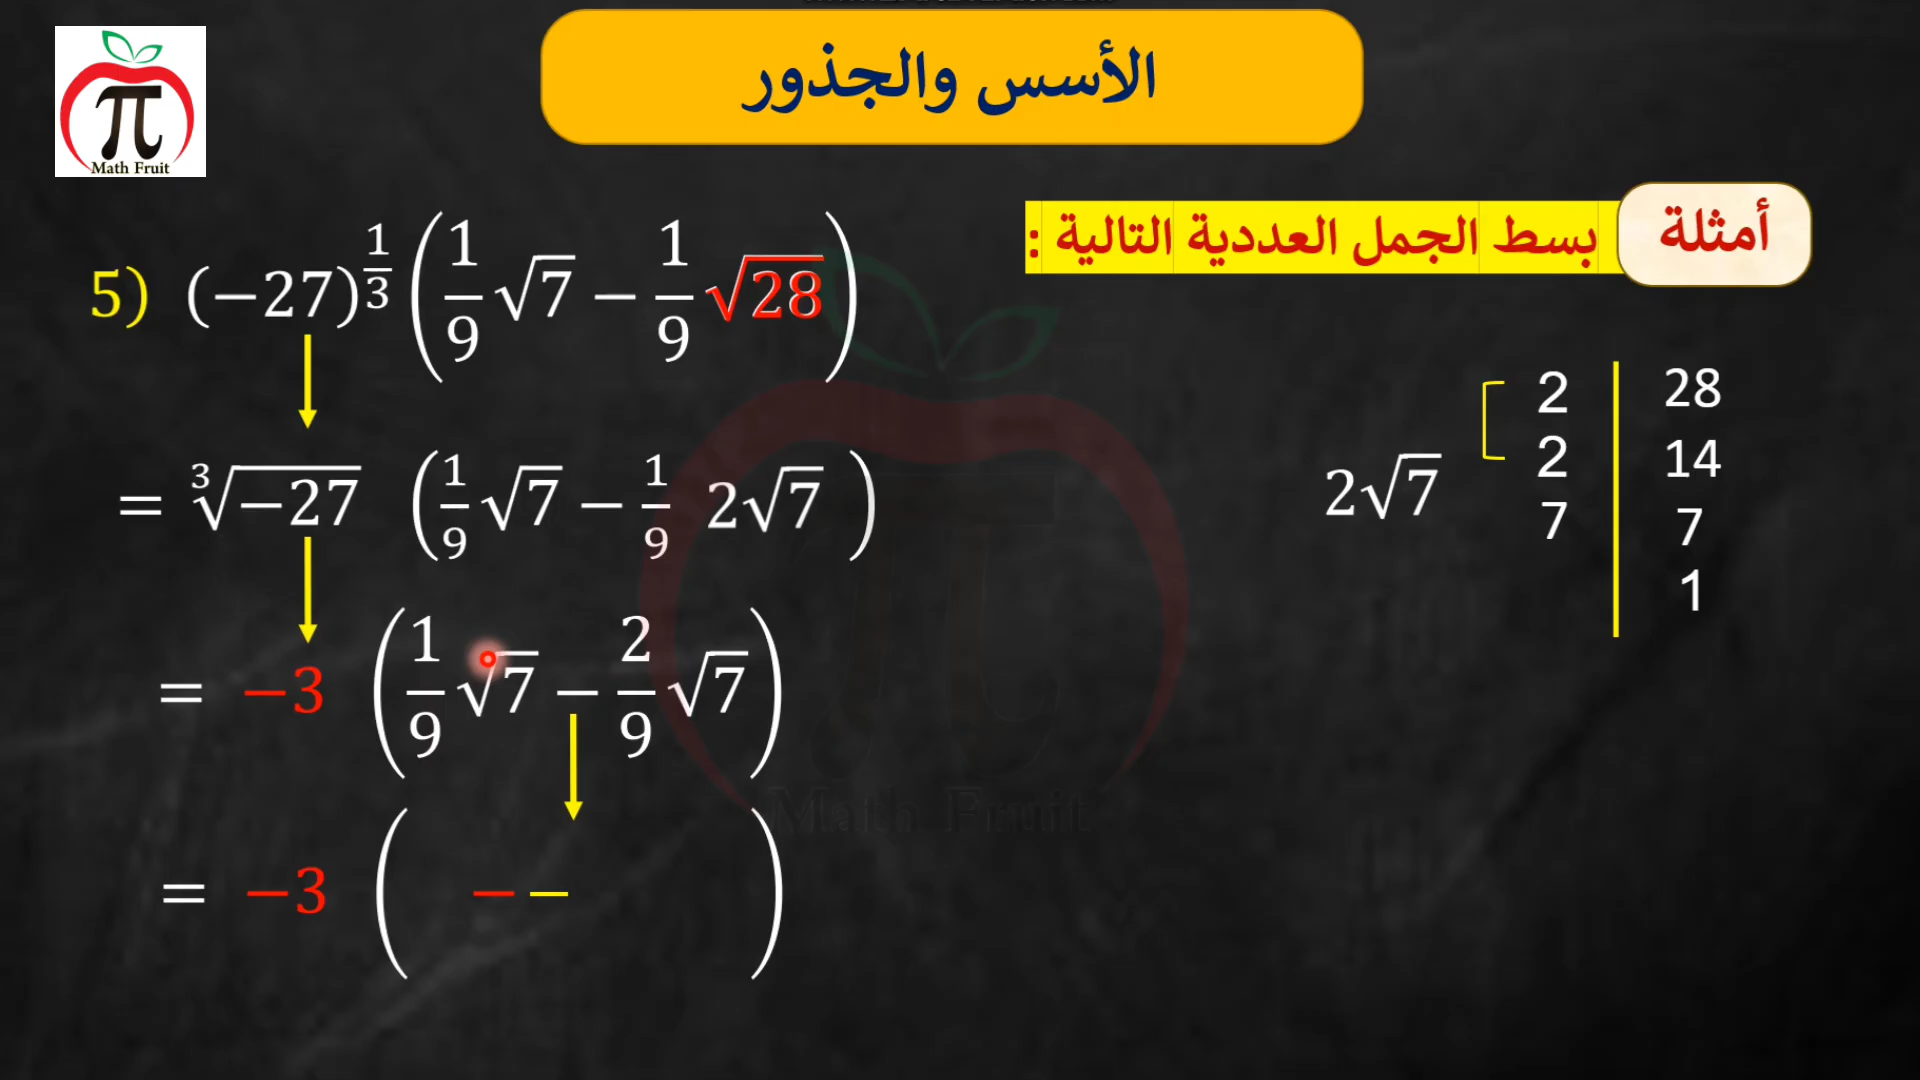 الأسس والجذور
Math Fruit
أمثلة بسط الجمل العددية التالية :
5) (−27)^(1/3) (1/9 √7 − 1/9 √28)
= ∛−27 (1/9 √7 − 1/9 2√7 )
= −3 (1/9 √7 − 2/9 √7)
= −3 ( − − )
2 | 28
2 | 14
7 | 7
1
2√7
Math Fruit